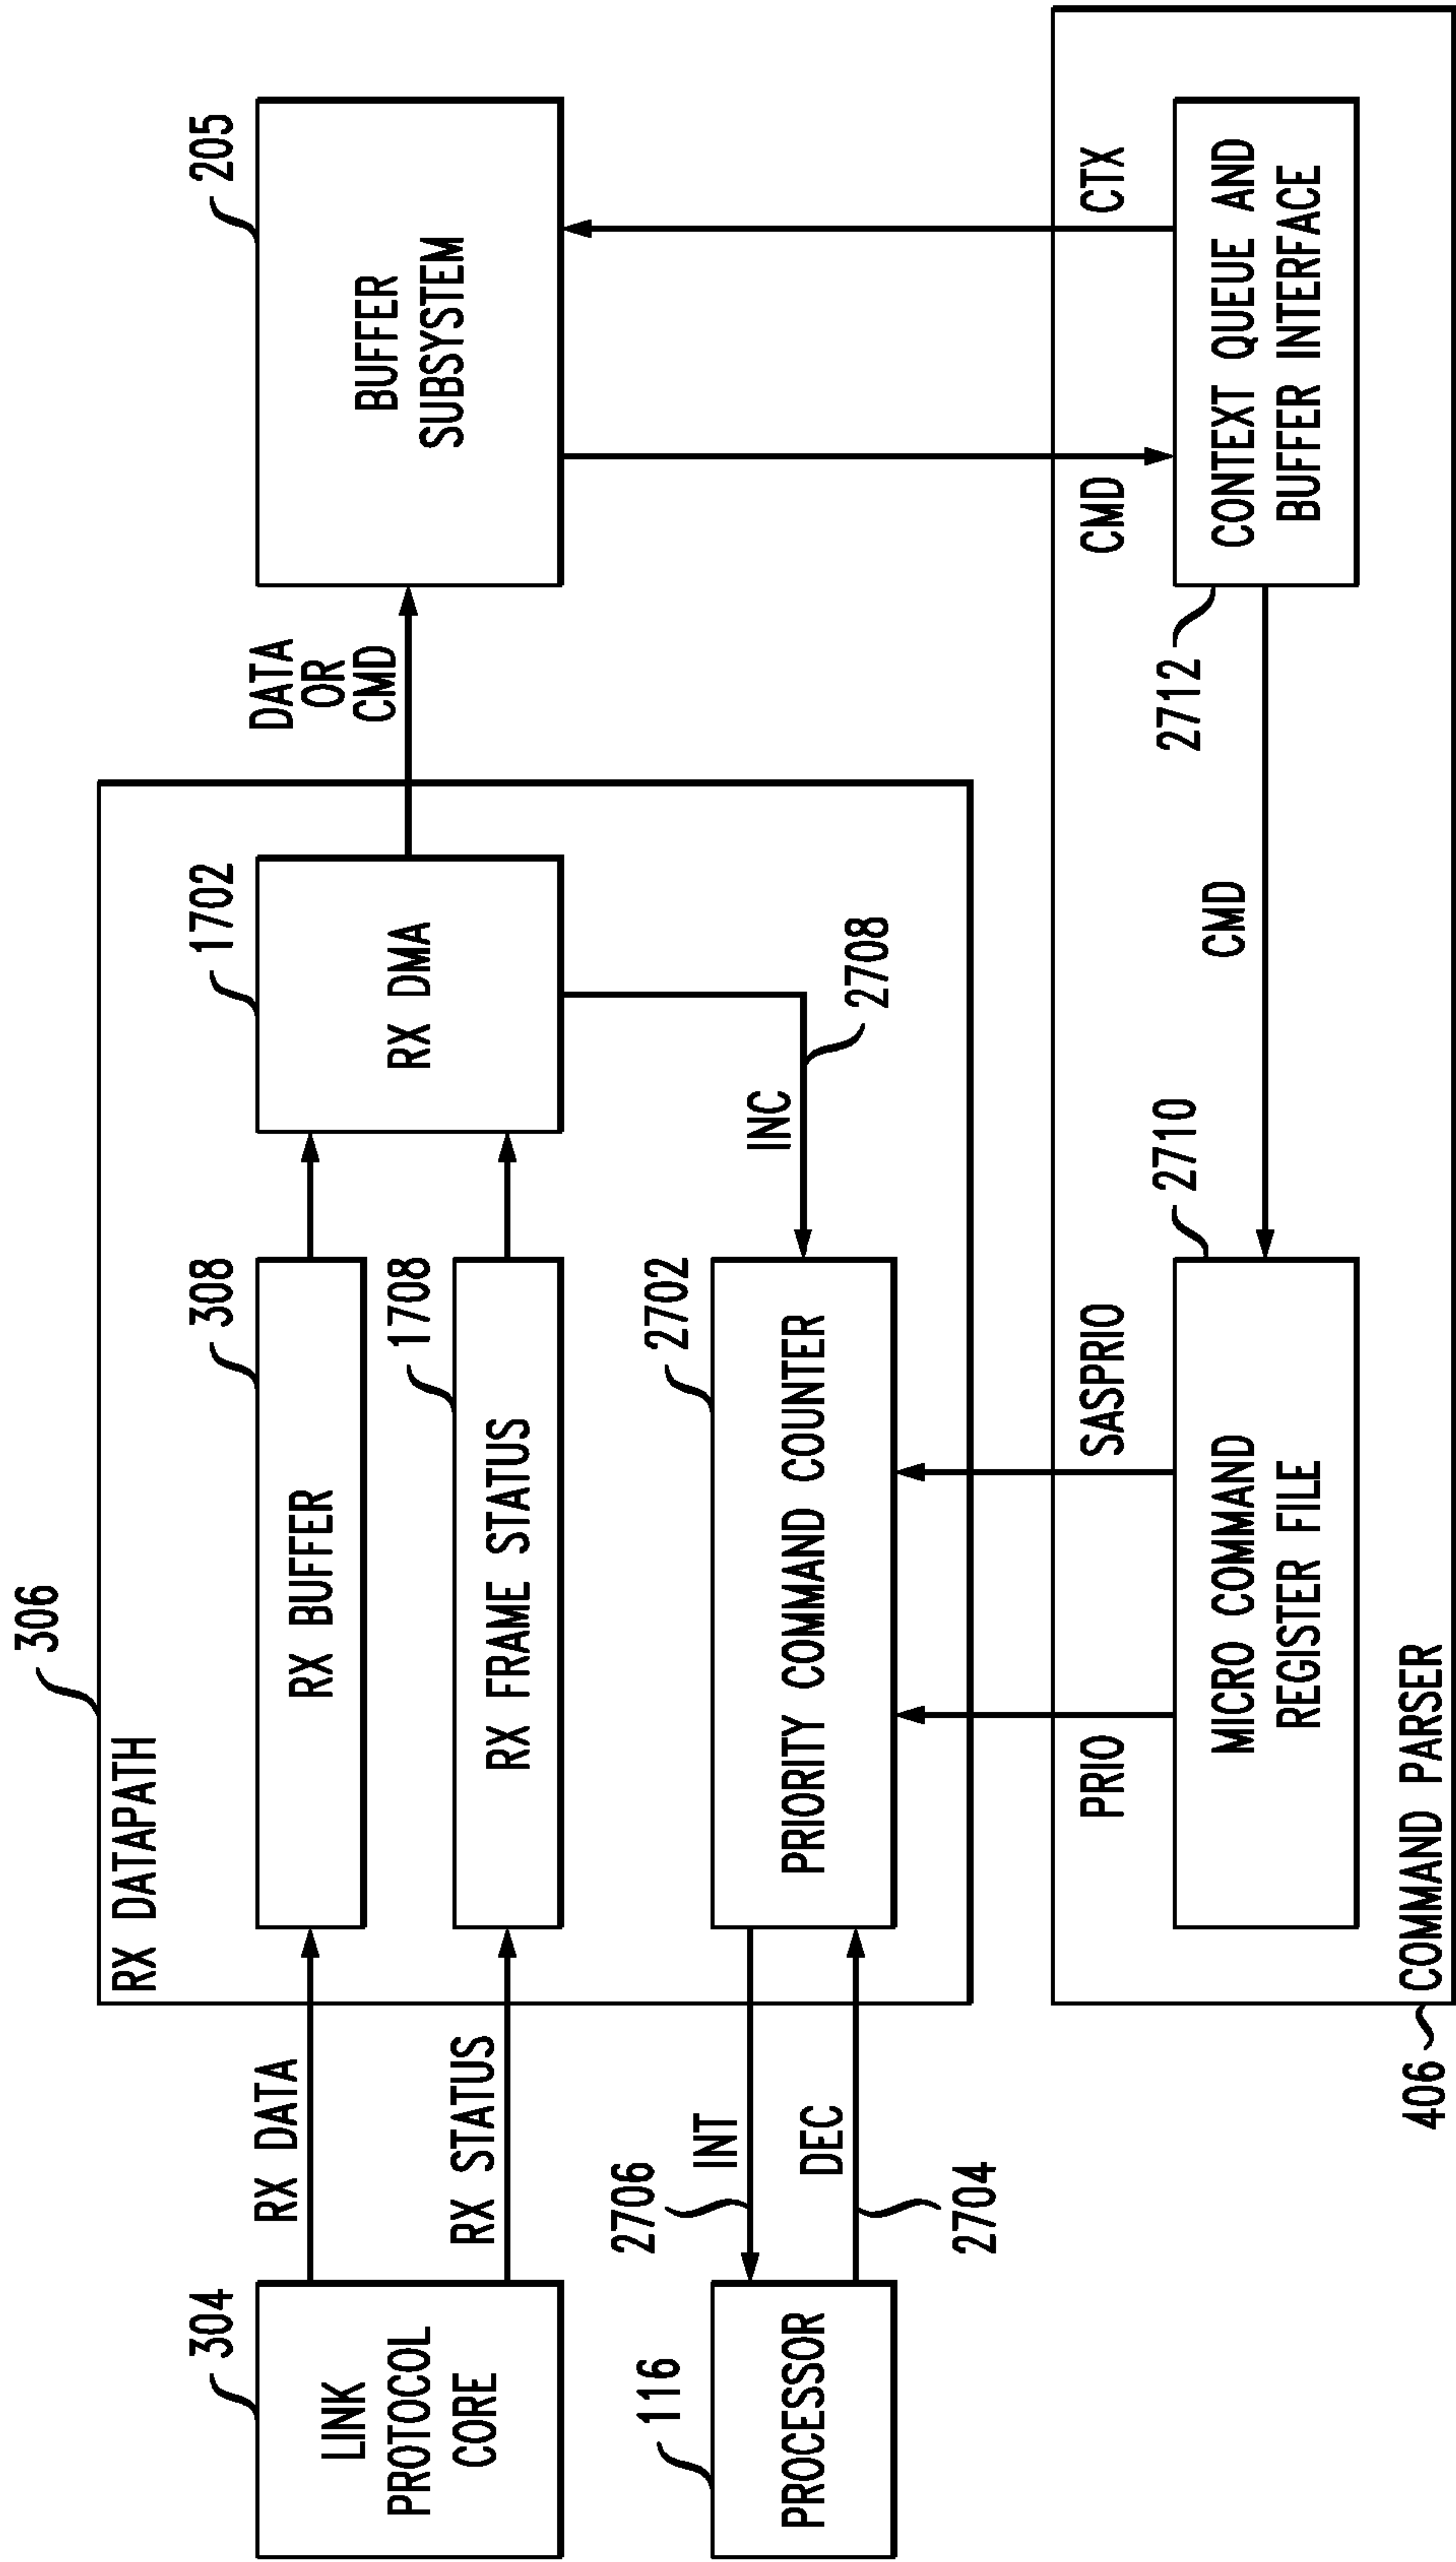 306
RX DATAPATH
304
LINK
PROTOCOL
CORE
RX DATA
RX STATUS
308
RX BUFFER
1708
RX FRAME STATUS
1702
RX DMA
DATA
OR
CMD
205
BUFFER
SUBSYSTEM
116
PROCESSOR
2706
INT
DEC
2704
2702
PRIORITY COMMAND COUNTER
INC
2708
PRIO
SASPRIO
2710
MICRO COMMAND
REGISTER FILE
CMD
CMD
CTX
2712
CONTEXT QUEUE AND
BUFFER INTERFACE
406
COMMAND PARSER